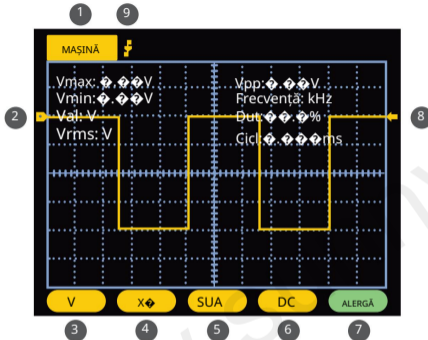 1 9
MAȘINĂ
Vmax:�.��V Vpp:�.��V
Vmin:�.��V Frecvență: kHz
2 Val: V Dut:��.�% 8
Vrms: V Cicl:�.���ms
V X� SUA DC ALERGĂ
3 4 5 6 7